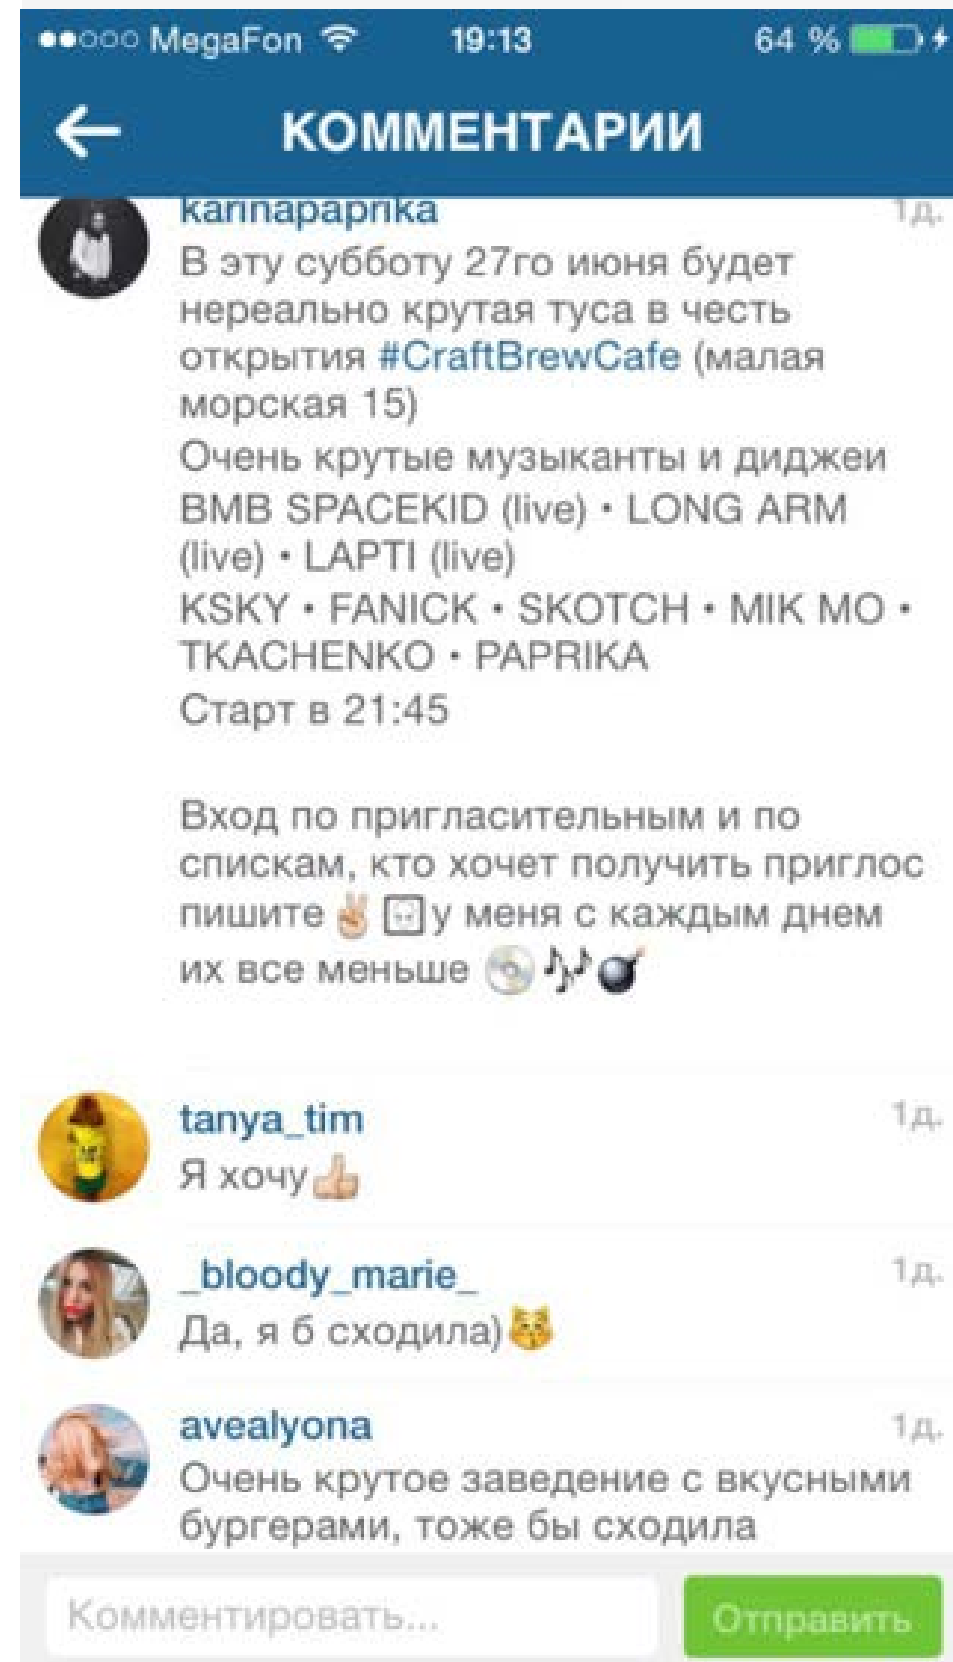 MegaFon 19:13 64 %
КОММЕНТАРИИ
karinapaprika 1д.
В эту субботу 27го июня будет
нереально крутая туса в честь
открытия #CraftBrewCafe (малая
морская 15)
Очень крутые музыканты и диджеи
BMB SPACEKID (live) • LONG ARM
(live) • LAPTI (live)
KSKY • FANICK • SKOTCH • MIK MO •
TKACHENKO • PAPRIKA
Старт в 21:45
Вход по пригласительным и по
спискам, кто хочет получить приглос
пишите✌у меня с каждым днем
их все меньше 💿🎶💣
tanya_tim 1д.
Я хочу👍
_bloody_marie_ 1д.
Да, я б сходила)😽
avealyona 1д.
Очень крутое заведение с вкусными
бургерами, тоже бы сходила
Комментировать... Отправить